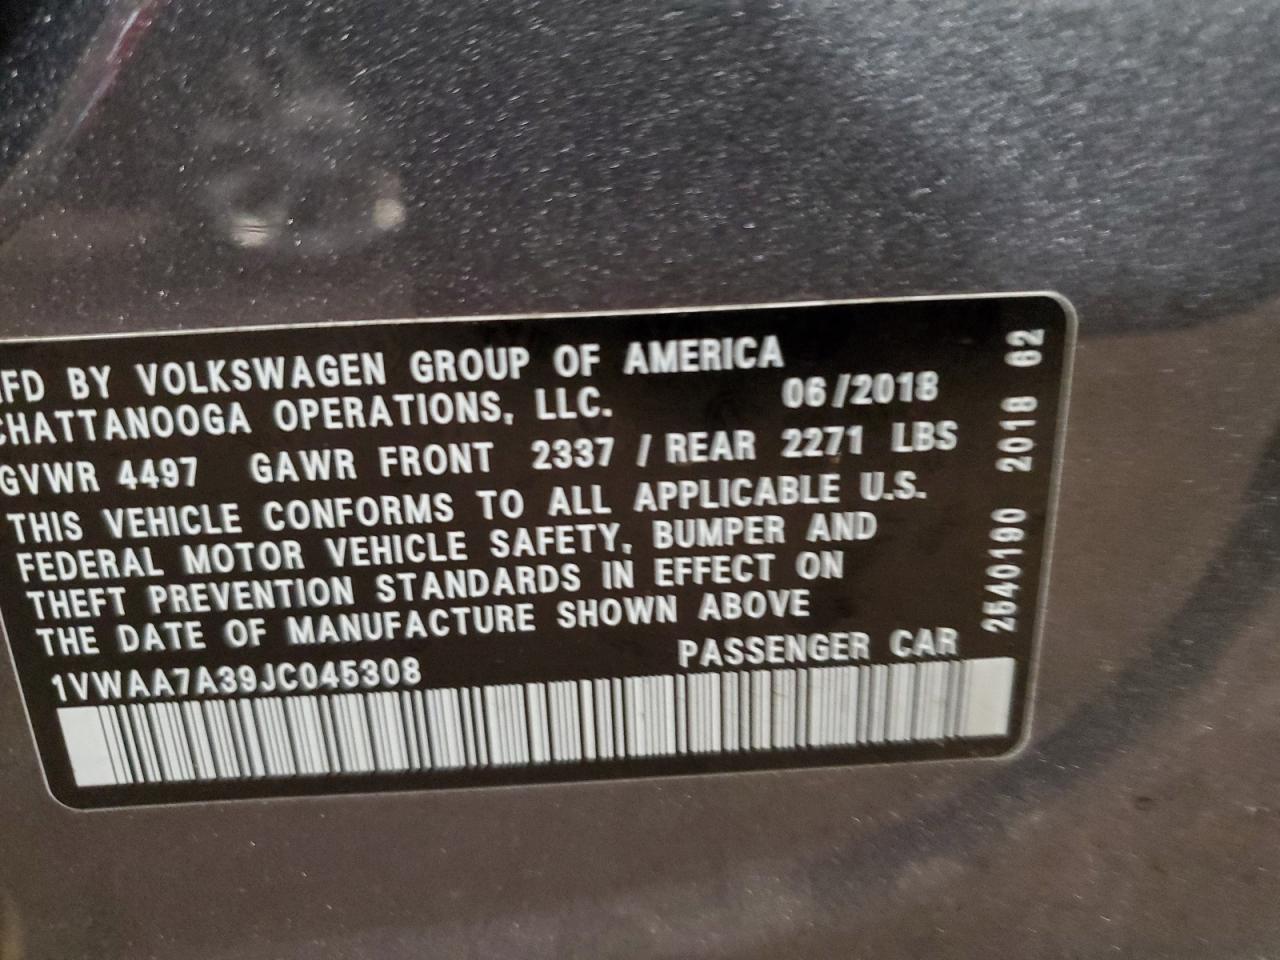 MFD BY VOLKSWAGEN GROUP OF AMERICA
CHATTANOOGA OPERATIONS, LLC. 06/2018
GVWR 4497 GAWR FRONT 2337 / REAR 2271 LBS
THIS VEHICLE CONFORMS TO ALL APPLICABLE U.S.
FEDERAL MOTOR VEHICLE SAFETY, BUMPER AND
THEFT PREVENTION STANDARDS IN EFFECT ON
THE DATE OF MANUFACTURE SHOWN ABOVE
1VWAA7A39JC045308 PASSENGER CAR
2540190 2018 62